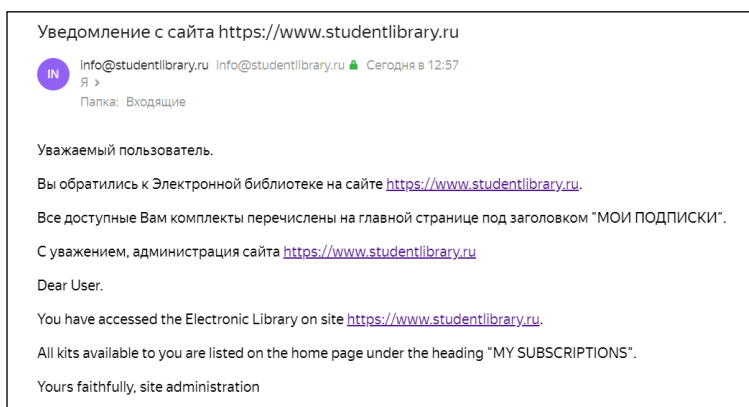 Уведомление с сайта https://www.studentlibrary.ru
IN
info@studentlibrary.ru info@studentlibrary.ru Сегодня в 12:57
Я >
Папка: Входящие
Уважаемый пользователь.
Вы обратились к Электронной библиотеке на сайте https://www.studentlibrary.ru.
Все доступные Вам комплекты перечислены на главной странице под заголовком "МОИ ПОДПИСКИ".
С уважением, администрация сайта https://www.studentlibrary.ru
Dear User.
You have accessed the Electronic Library on site https://www.studentlibrary.ru.
All kits available to you are listed on the home page under the heading "MY SUBSCRIPTIONS".
Yours faithfully, site administration